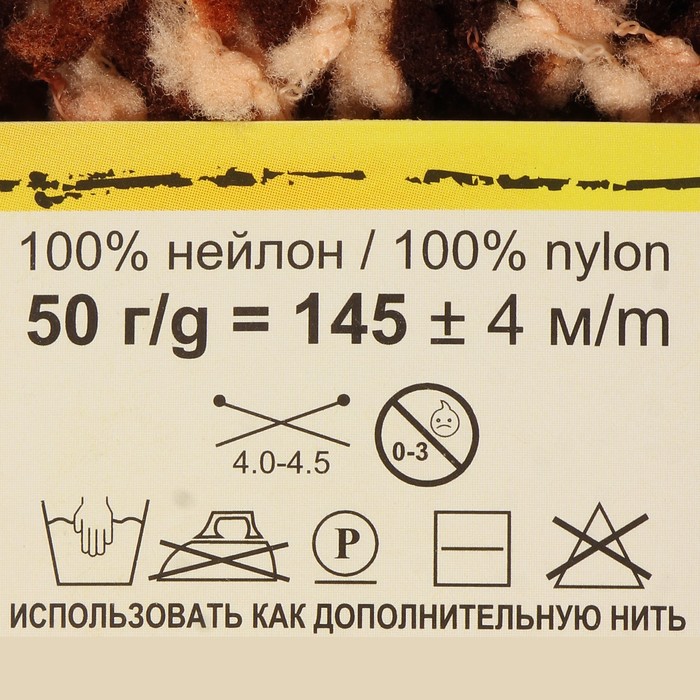 100% нейлон / 100% nylon
50 г/g = 145 ± 4 м/m
4.0-4.5
0-3
P
ИСПОЛЬЗОВАТЬ КАК ДОПОЛНИТЕЛЬНУЮ НИТЬ